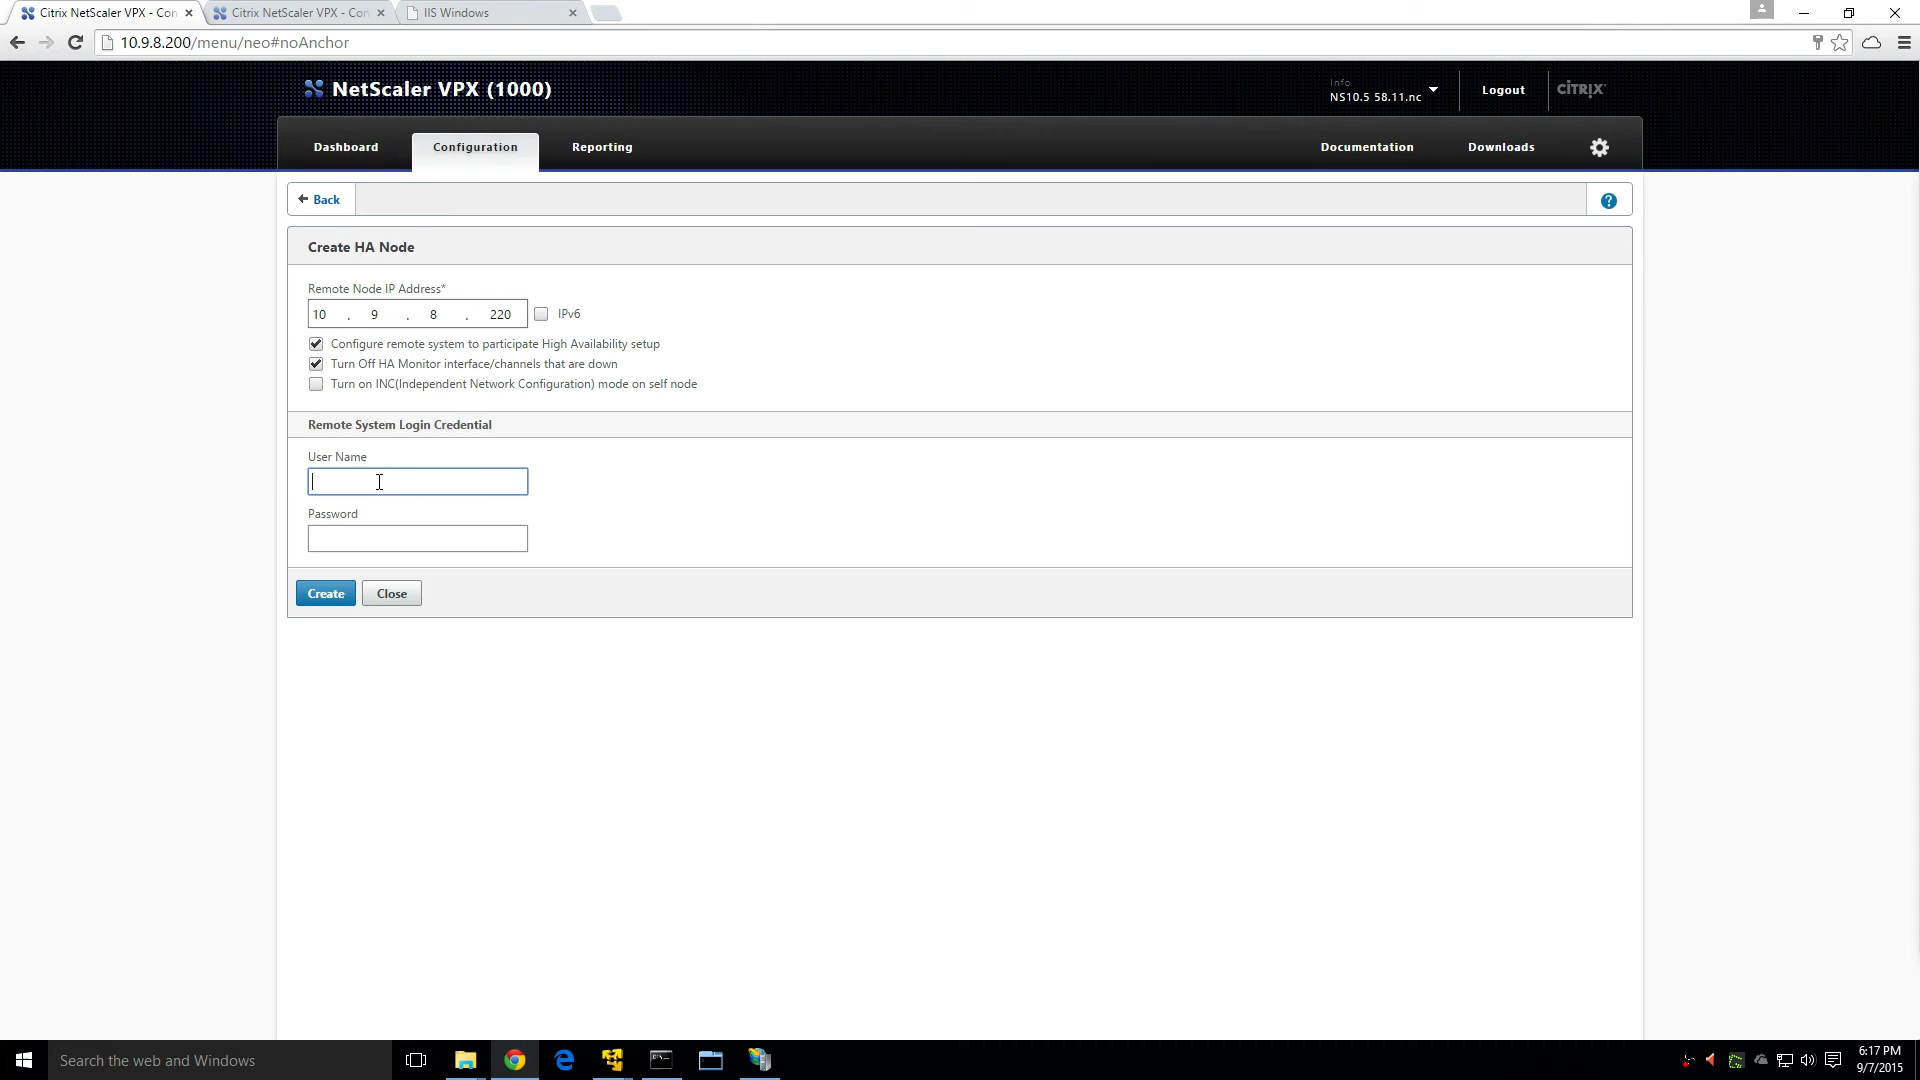 Citrix NetScaler VPX - Con
Citrix NetScaler VPX - Con
IIS Windows
10.9.8.200/menu/neo#noAnchor
NetScaler VPX (1000)
Info
NS10.5 58.11.nc
Logout
CİTRİX
Dashboard
Configuration
Reporting
Documentation
Downloads
Back
?
Create HA Node
Remote Node IP Address*
10 . 9 . 8 . 220
IPv6
Configure remote system to participate High Availability setup
Turn Off HA Monitor interface/channels that are down
Turn on INC(Independent Network Configuration) mode on self node
Remote System Login Credential
User Name
Password
Create
Close
Search the web and Windows
6:17 PM
9/7/2015